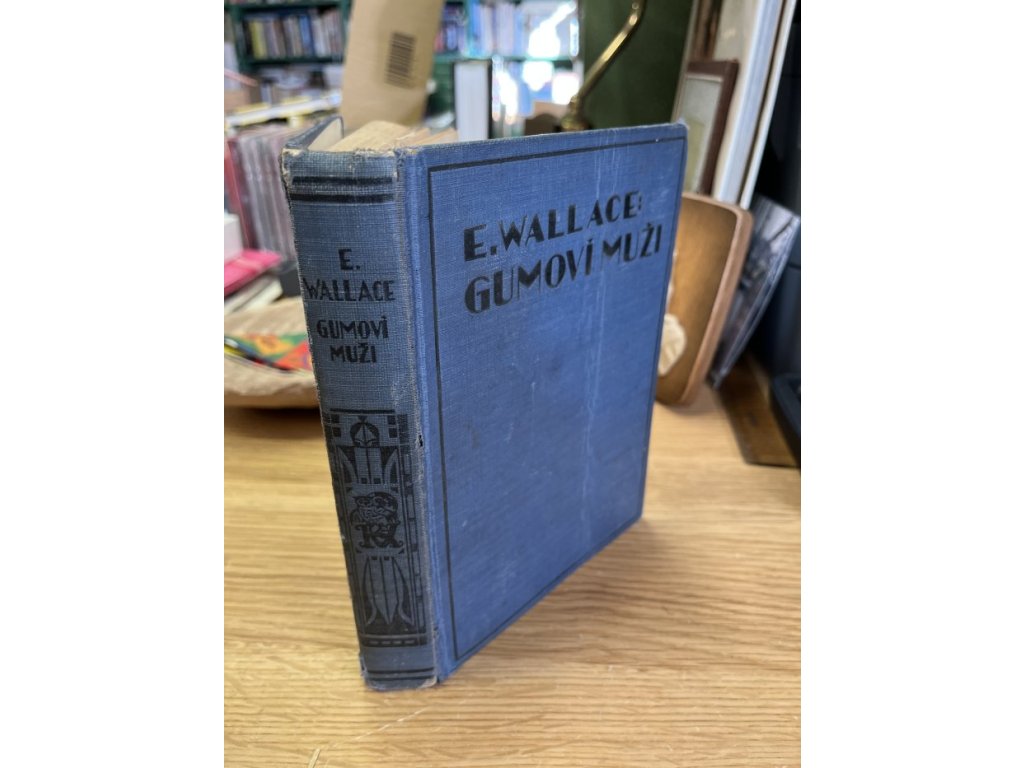 E.
WALLACE
GUMOVÍ
MUŽI
E. WALLACE:
GUMOVÍ MUŽI